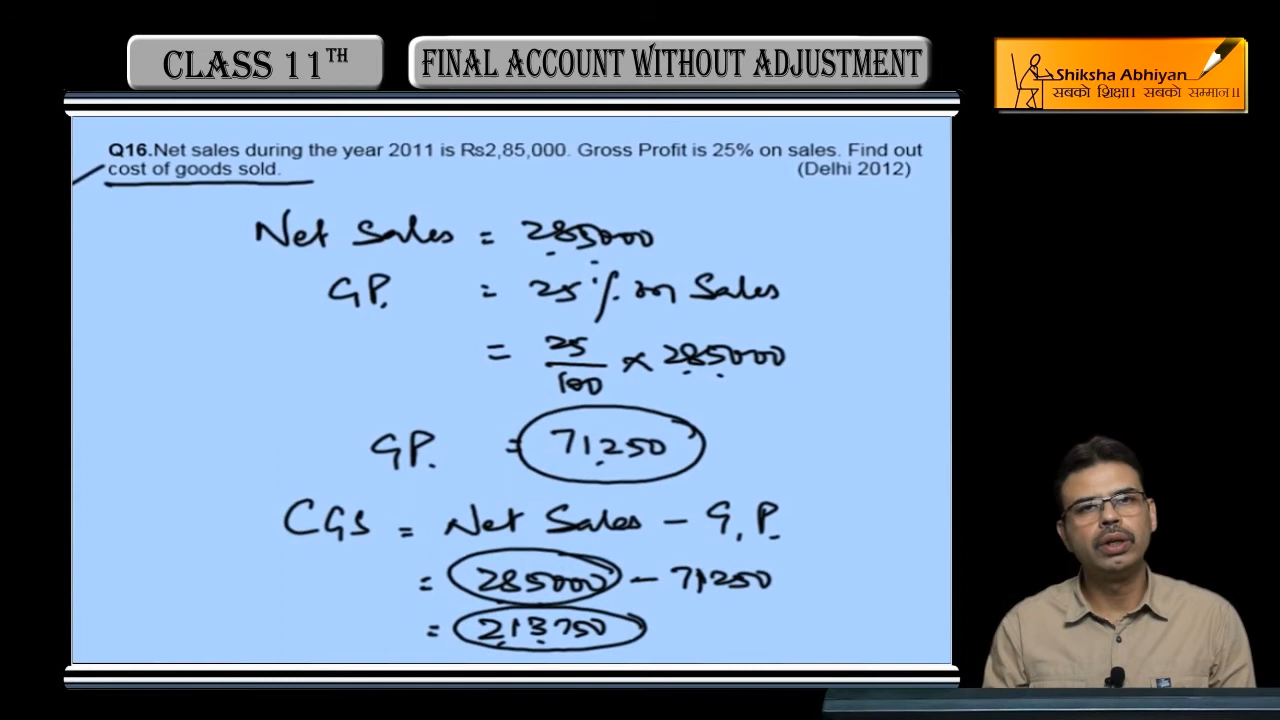 CLASS 11TH
FINAL ACCOUNT WITHOUT ADJUSTMENT
Shiksha Abhiyan
सबको शिक्षा। सबको सम्मान।।
Q16.Net sales during the year 2011 is Rs2,85,000. Gross Profit is 25% on sales. Find out
cost of goods sold. (Delhi 2012)
Net Sales = 285000
GP. = 25 % on Sales
= 25/100 × 285000
GP. = 71250
CGS = Net Sales - G.P.
= 285000 - 71250
= 213750